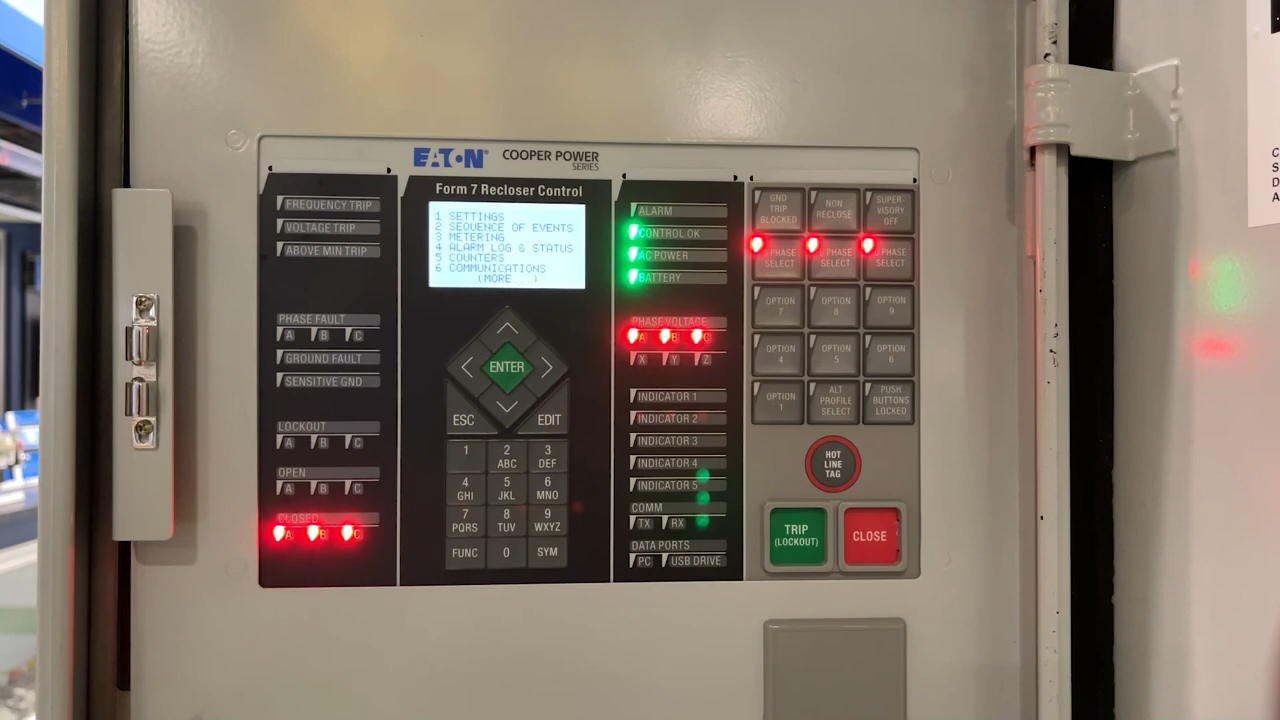 EATON
COOPER POWER
SERIES
FREQUENCY TRIP
VOLTAGE TRIP
ABOVE MIN TRIP
PHASE FAULT
A B C
GROUND FAULT
SENSITIVE GND
LOCKOUT
A B C
OPEN
A B C
CLOSED
A B C
Form 7 Recloser Control
1 SETTINGS
2 SEQUENCE OF EVENTS
3 METERING
4 ALARM LOG & STATUS
5 COUNTERS
6 COMMUNICATIONS
(MORE...)
ENTER
ESC
EDIT
1 2 3
ABC DEF
4 5 6
GHI JKL MNO
7 8 9
PQRS TUV WXYZ
FUNC 0 SYM
ALARM
CONTROL OK
AC POWER
BATTERY
PHASE VOLTAGE
A B C
X Y Z
INDICATOR 1
INDICATOR 2
INDICATOR 3
INDICATOR 4
INDICATOR 5
COMM
TX RX
DATA PORTS
PC USB DRIVE
GND
TRIP
BLOCKED
NON
RECLOSE
SUPER-
VISORY
OFF
PHASE
SELECT
PHASE
SELECT
PHASE
SELECT
OPTION
7
OPTION
8
OPTION
9
OPTION
4
OPTION
5
OPTION
6
OPTION
1
ALT
PROFILE
SELECT
PUSH
BUTTONS
LOCKED
HOT
LINE
TAG
TRIP
(LOCKOUT)
CLOSE